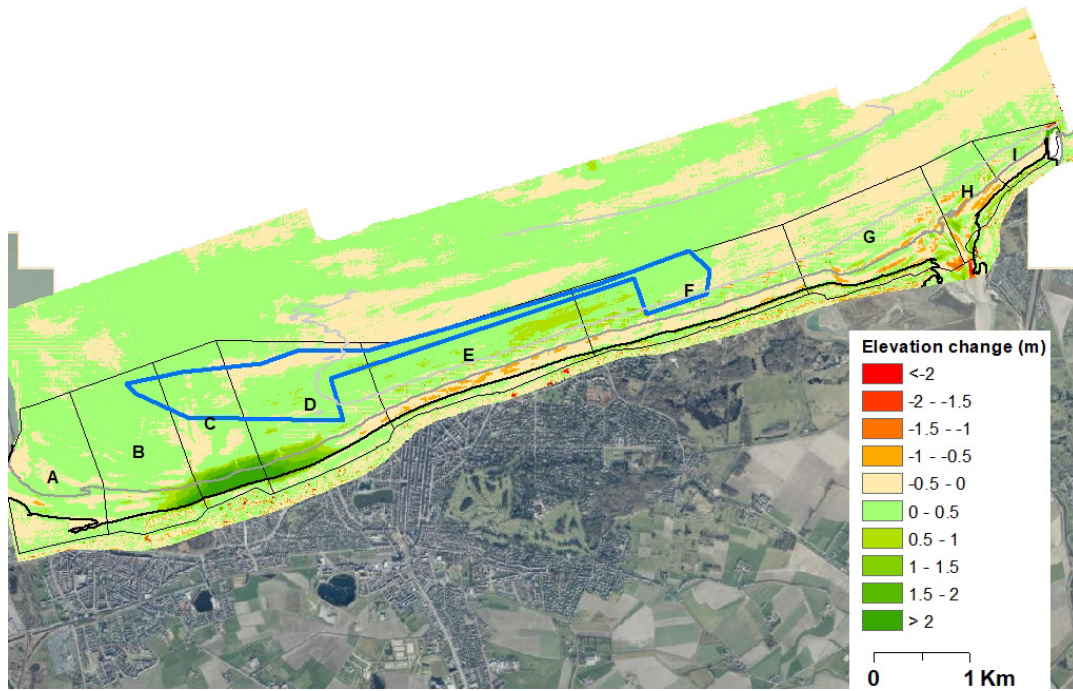 I
H
G
F
E
D
C
B
A
Elevation change (m)
<-2
-2 - -1.5
-1.5 - -1
-1 - -0.5
-0.5 - 0
0 - 0.5
0.5 - 1
1 - 1.5
1.5 - 2
> 2
0 1 Km